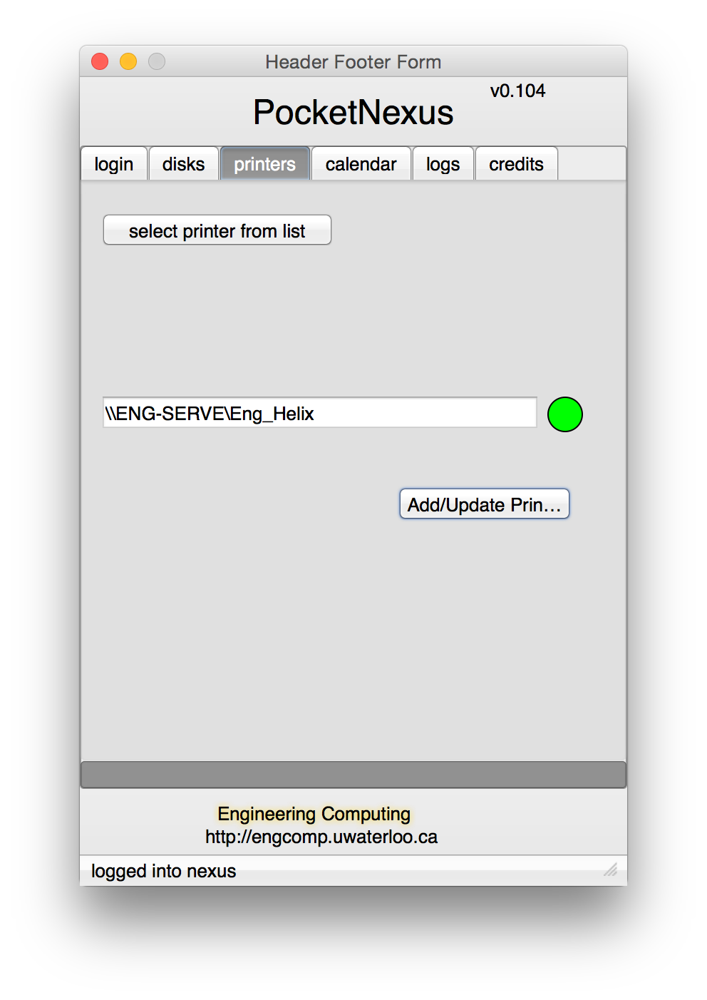 Header Footer Form
v0.104
PocketNexus
login disks printers calendar logs credits
select printer from list
\\ENG-SERVE\Eng_Helix
Add/Update Prin...
Engineering Computing
http://engcomp.uwaterloo.ca
logged into nexus